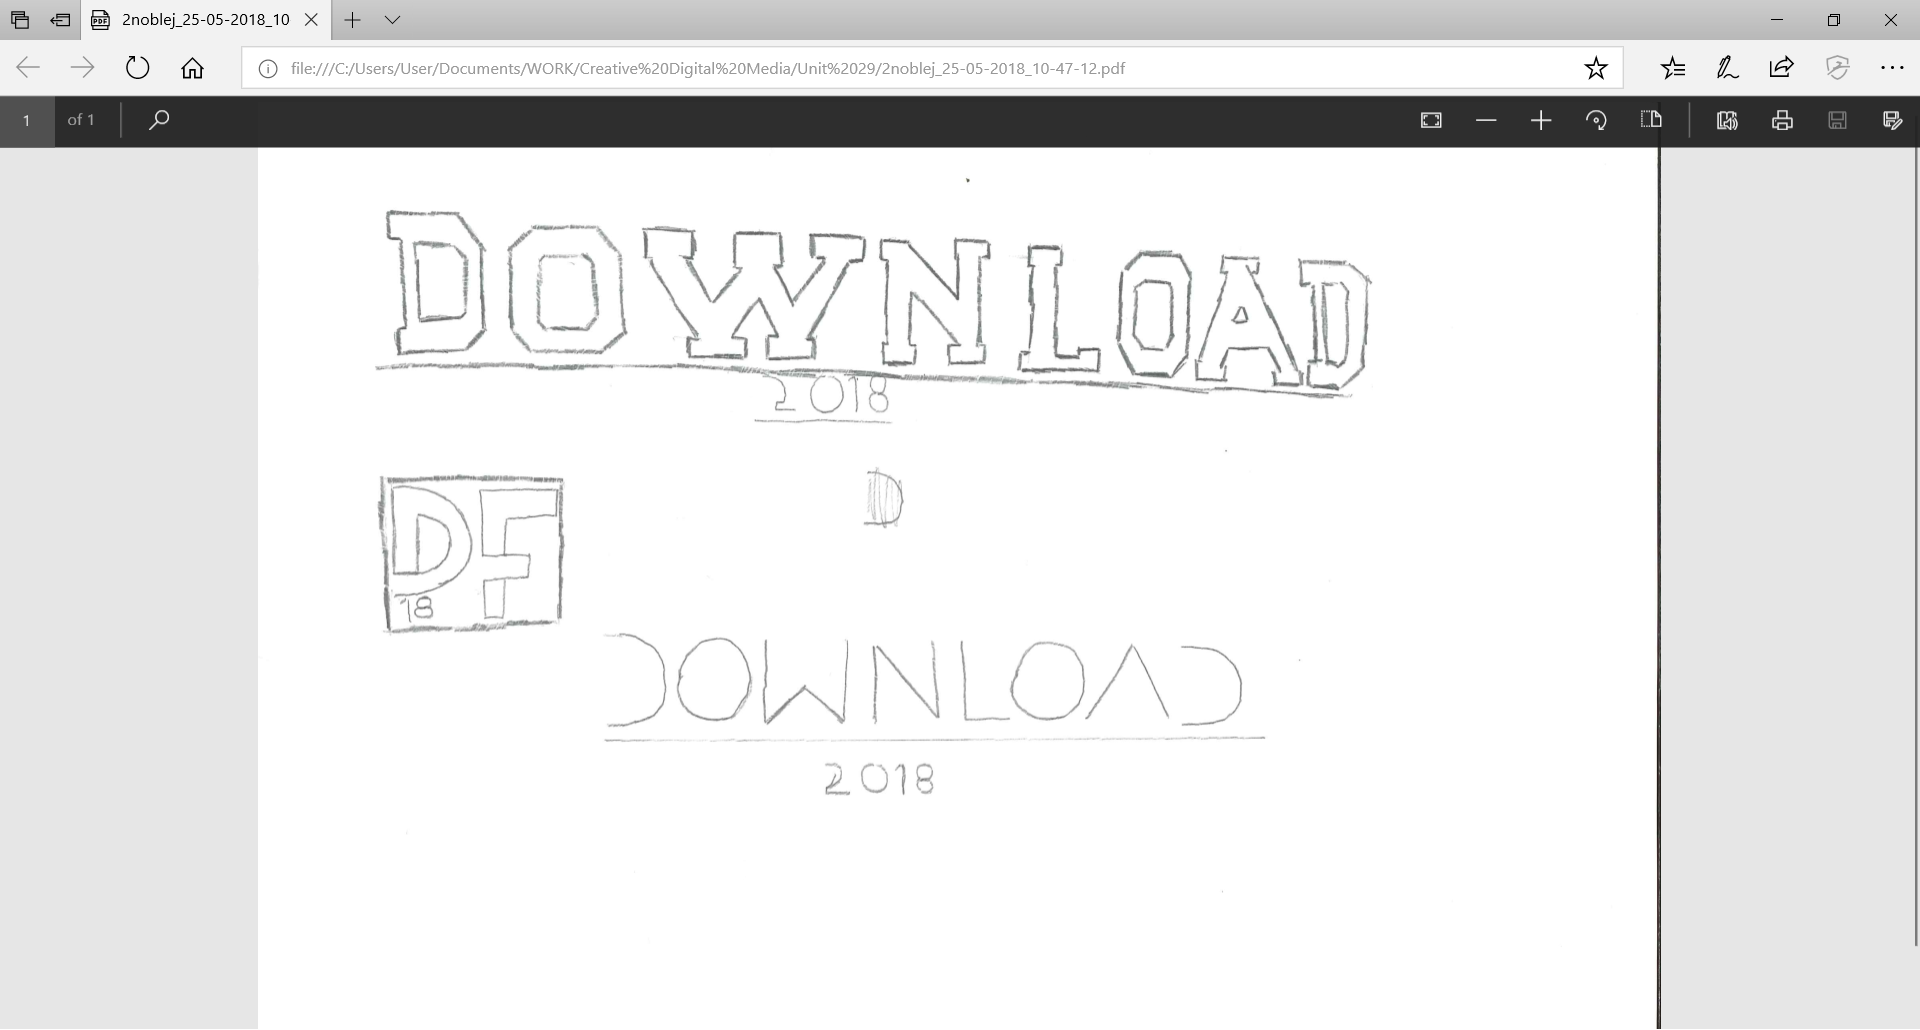 2noblej_25-05-2018_10
file:///C:/Users/User/Documents/WORK/Creative%20Digital%20Media/Unit%2029/2noblej_25-05-2018_10-47-12.pdf
1 of 1
DOWNLOAD
2018
DF
18
D
DOWNLOAD
2018